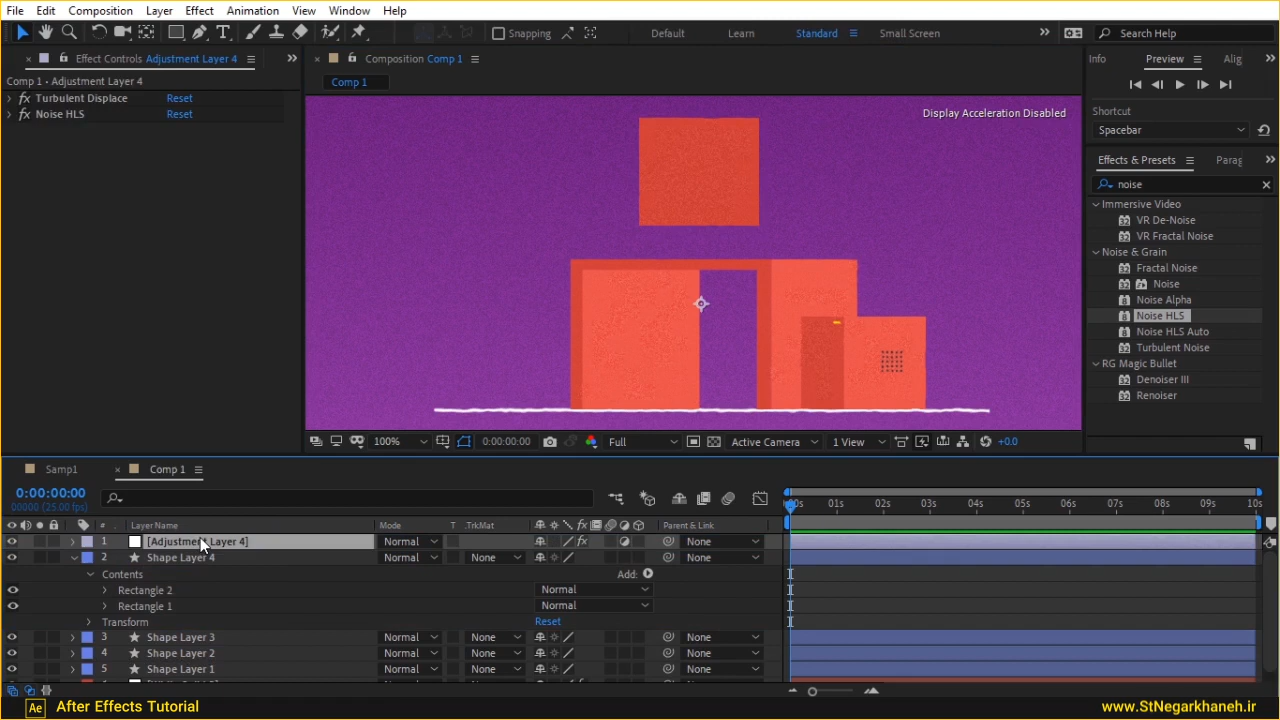 File Edit Composition Layer Effect Animation View Window Help
Snapping Default Learn Standard Small Screen Search Help
Effect Controls Adjustment Layer 4
Composition Comp 1
Info Preview Alig
Comp 1 • Adjustment Layer 4
Comp 1
fx Turbulent Displace Reset
fx Noise HLS Reset
Display Acceleration Disabled
Shortcut
Spacebar
Effects & Presets Parag
noise
Immersive Video
VR De-Noise
VR Fractal Noise
Noise & Grain
Fractal Noise
Noise
Noise Alpha
Noise HLS
Noise HLS Auto
Turbulent Noise
RG Magic Bullet
Denoiser III
Renoiser
100% 0:00:00:00 Full Active Camera 1 View +0.0
Samp1 Comp 1
0:00:00:00
00000 (25.00 fps)
:00s 01s 02s 03s 04s 05s 06s 07s 08s 09s 10s
# Layer Name Mode T .TrkMat Parent & Link
1 [Adjustment Layer 4] Normal None
2 Shape Layer 4 Normal None None
Contents Add:
Rectangle 2 Normal
Rectangle 1 Normal
Transform Reset
3 Shape Layer 3 Normal None None
4 Shape Layer 2 Normal None None
5 Shape Layer 1 Normal None None
Ae After Effects Tutorial www.StNegarkhaneh.ir